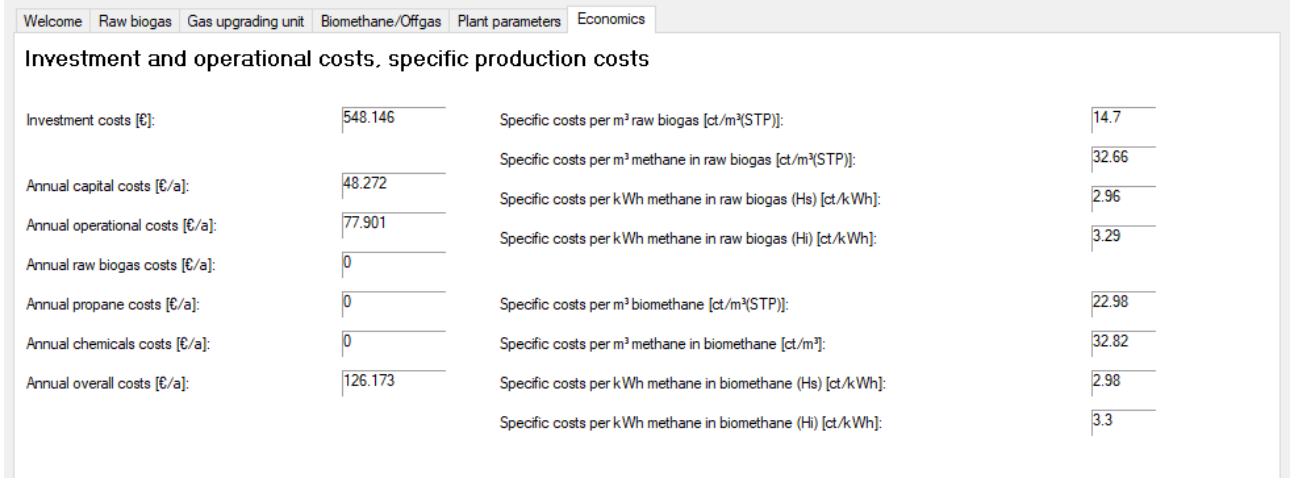 Welcome Raw biogas Gas upgrading unit Biomethane/Offgas Plant parameters Economics
Investment and operational costs, specific production costs
Investment costs [€]: 548.146
Annual capital costs [€/a]: 48.272
Annual operational costs [€/a]: 77.901
Annual raw biogas costs [€/a]: 0
Annual propane costs [€/a]: 0
Annual chemicals costs [€/a]: 0
Annual overall costs [€/a]: 126.173
Specific costs per m³ raw biogas [ct/m³(STP)]: 14.7
Specific costs per m³ methane in raw biogas [ct/m³(STP)]: 32.66
Specific costs per kWh methane in raw biogas (Hs) [ct/kWh]: 2.96
Specific costs per kWh methane in raw biogas (Hi) [ct/kWh]: 3.29
Specific costs per m³ biomethane [ct/m³(STP)]: 22.98
Specific costs per m³ methane in biomethane [ct/m³]: 32.82
Specific costs per kWh methane in biomethane (Hs) [ct/kWh]: 2.98
Specific costs per kWh methane in biomethane (Hi) [ct/kWh]: 3.3